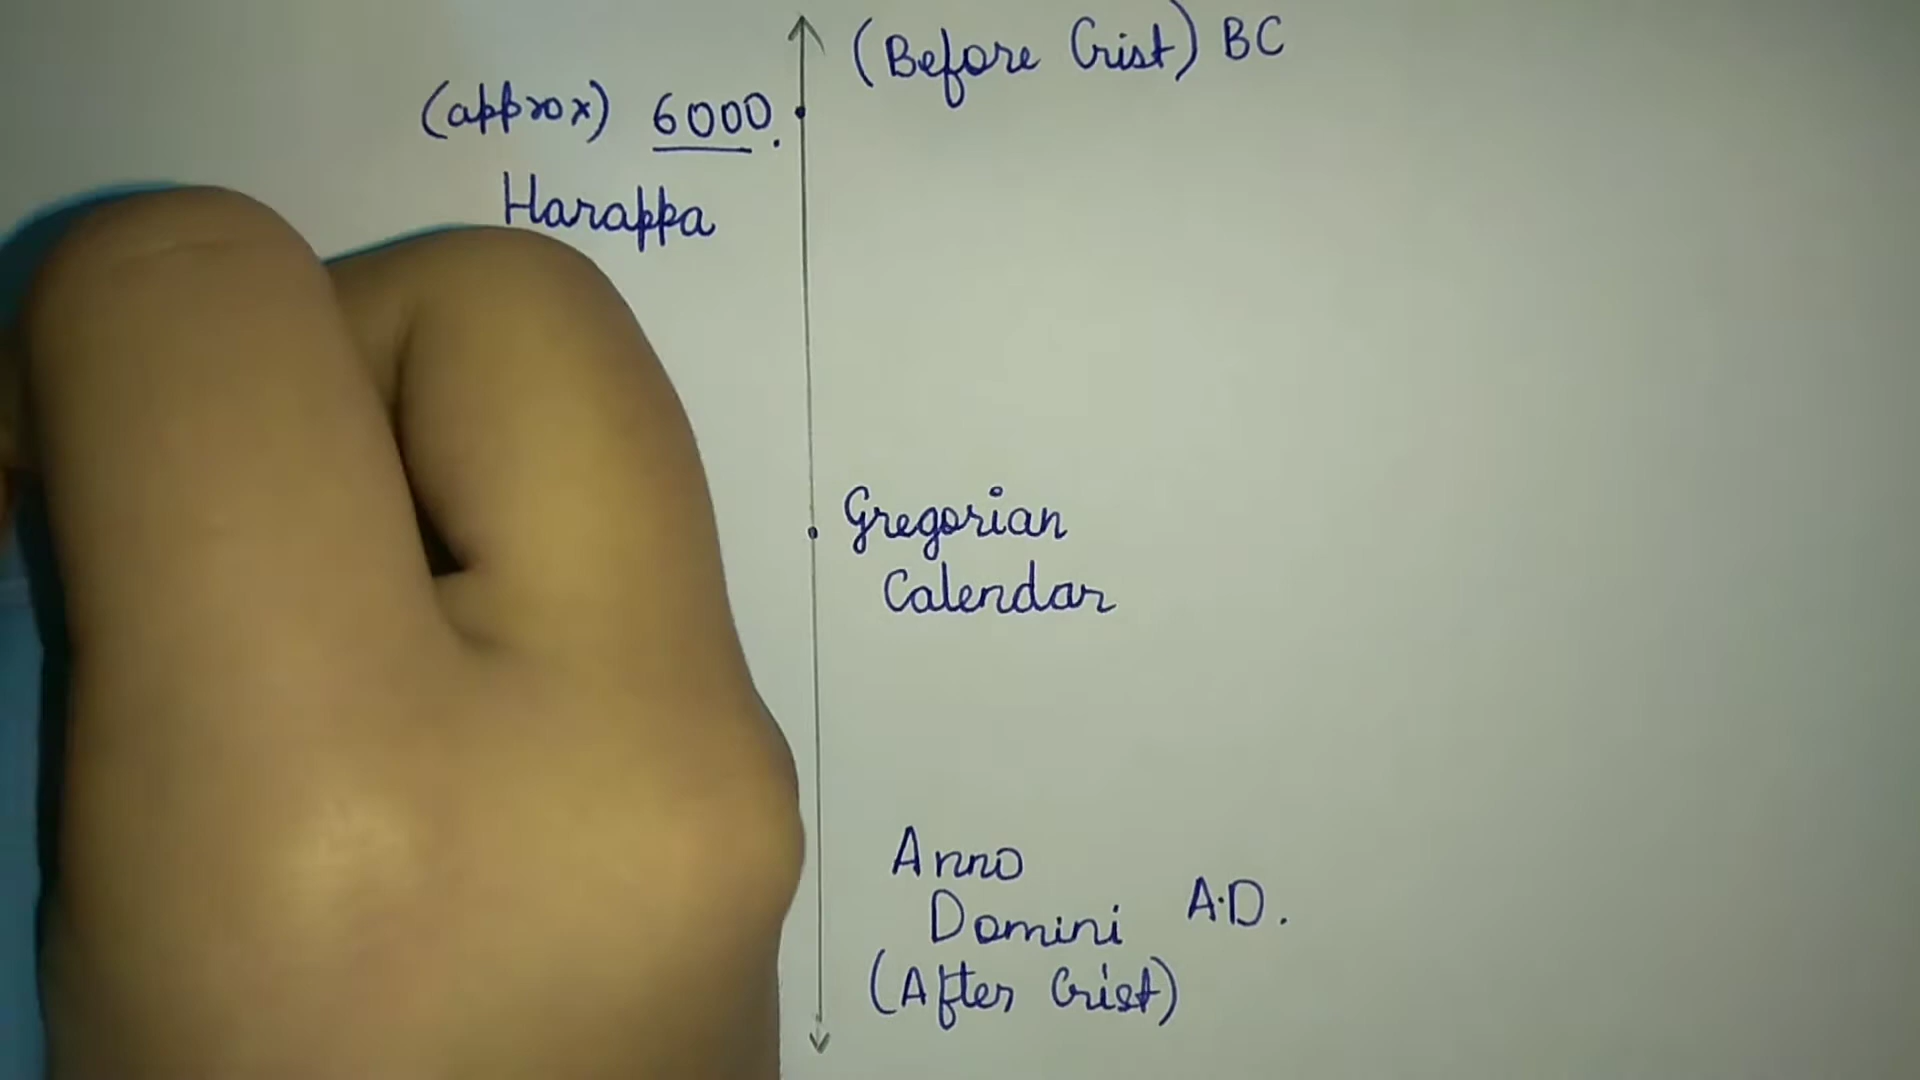 (Before Crist) BC
(approx) 6000.
Harappa
Gregorian
Calendar
Anno
Domini A.D.
(After Crist)